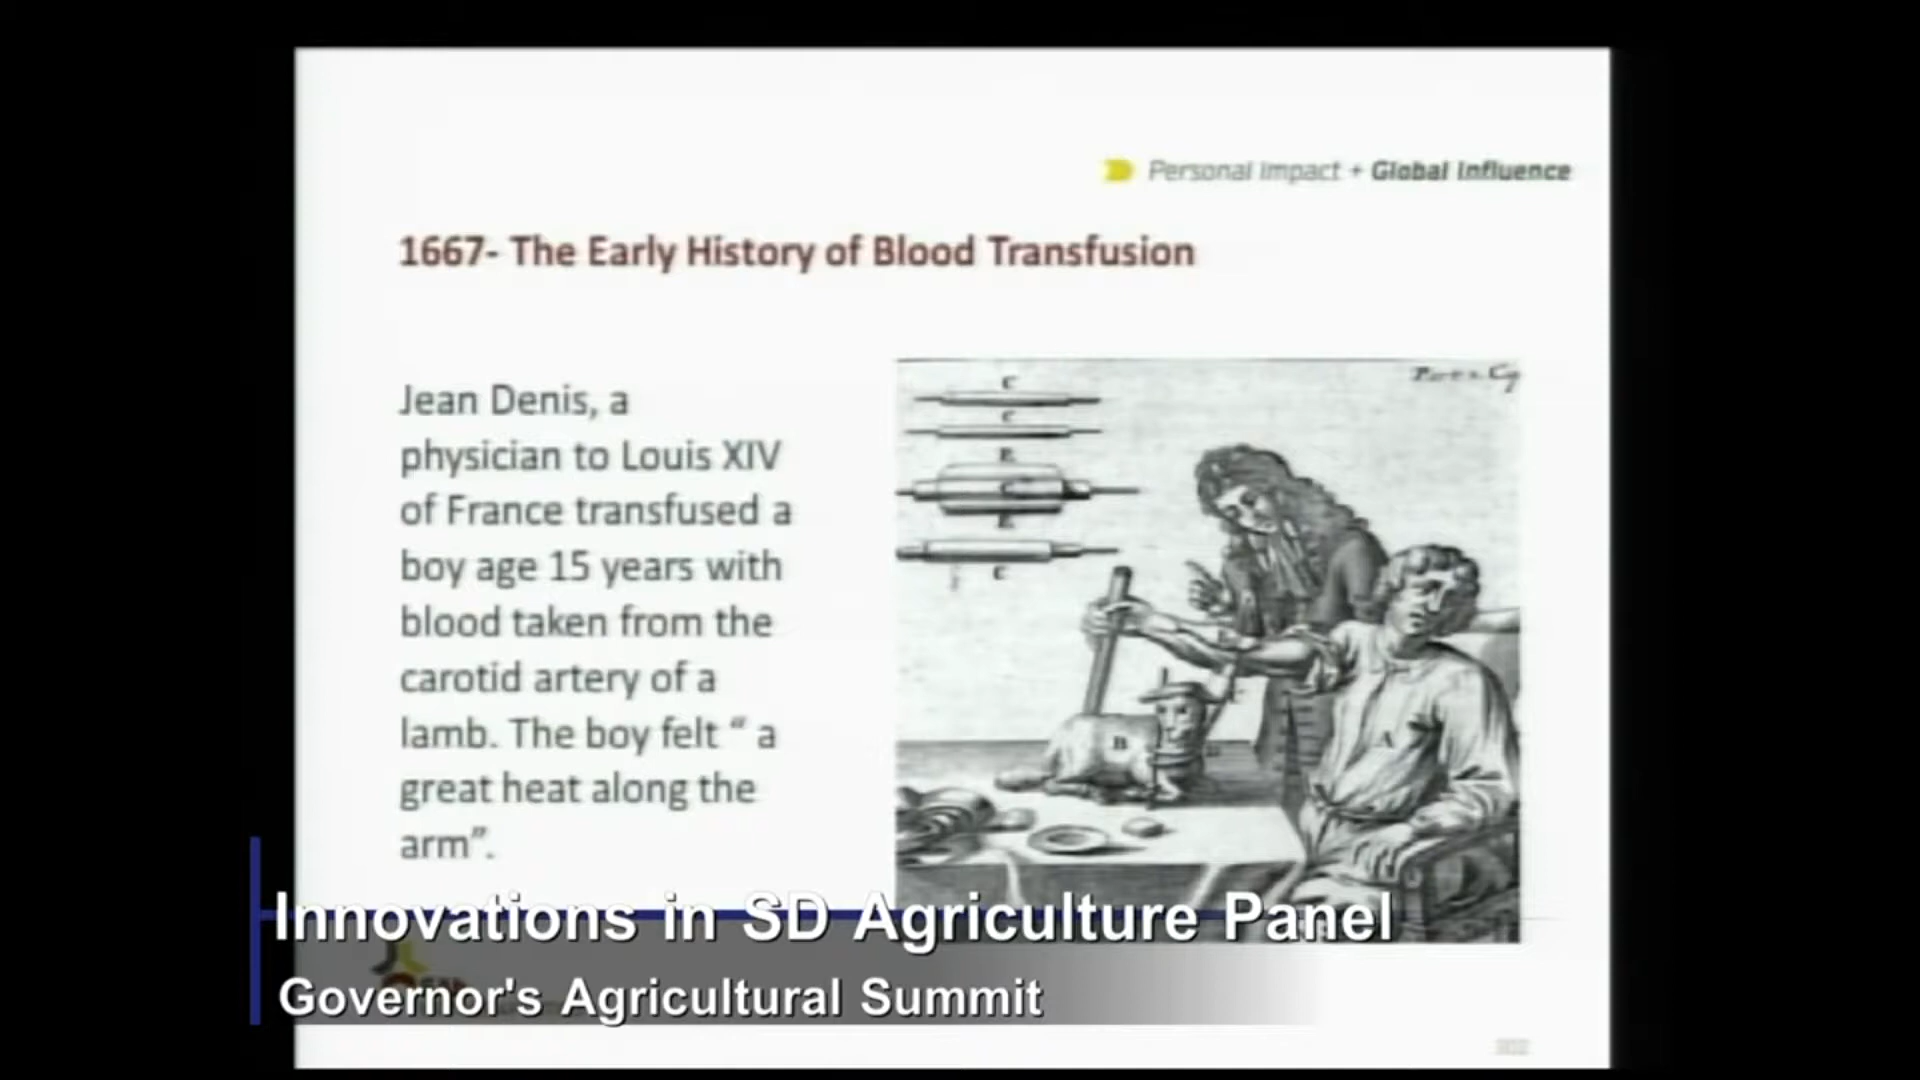 Personal Impact + Global Influence
1667- The Early History of Blood Transfusion
Jean Denis, a
physician to Louis XIV
of France transfused a
boy age 15 years with
blood taken from the
carotid artery of a
lamb. The boy felt “ a
great heat along the
arm”.
C
C
E
C
E
C
B
A
Innovations in SD Agriculture Panel
Governor's Agricultural Summit